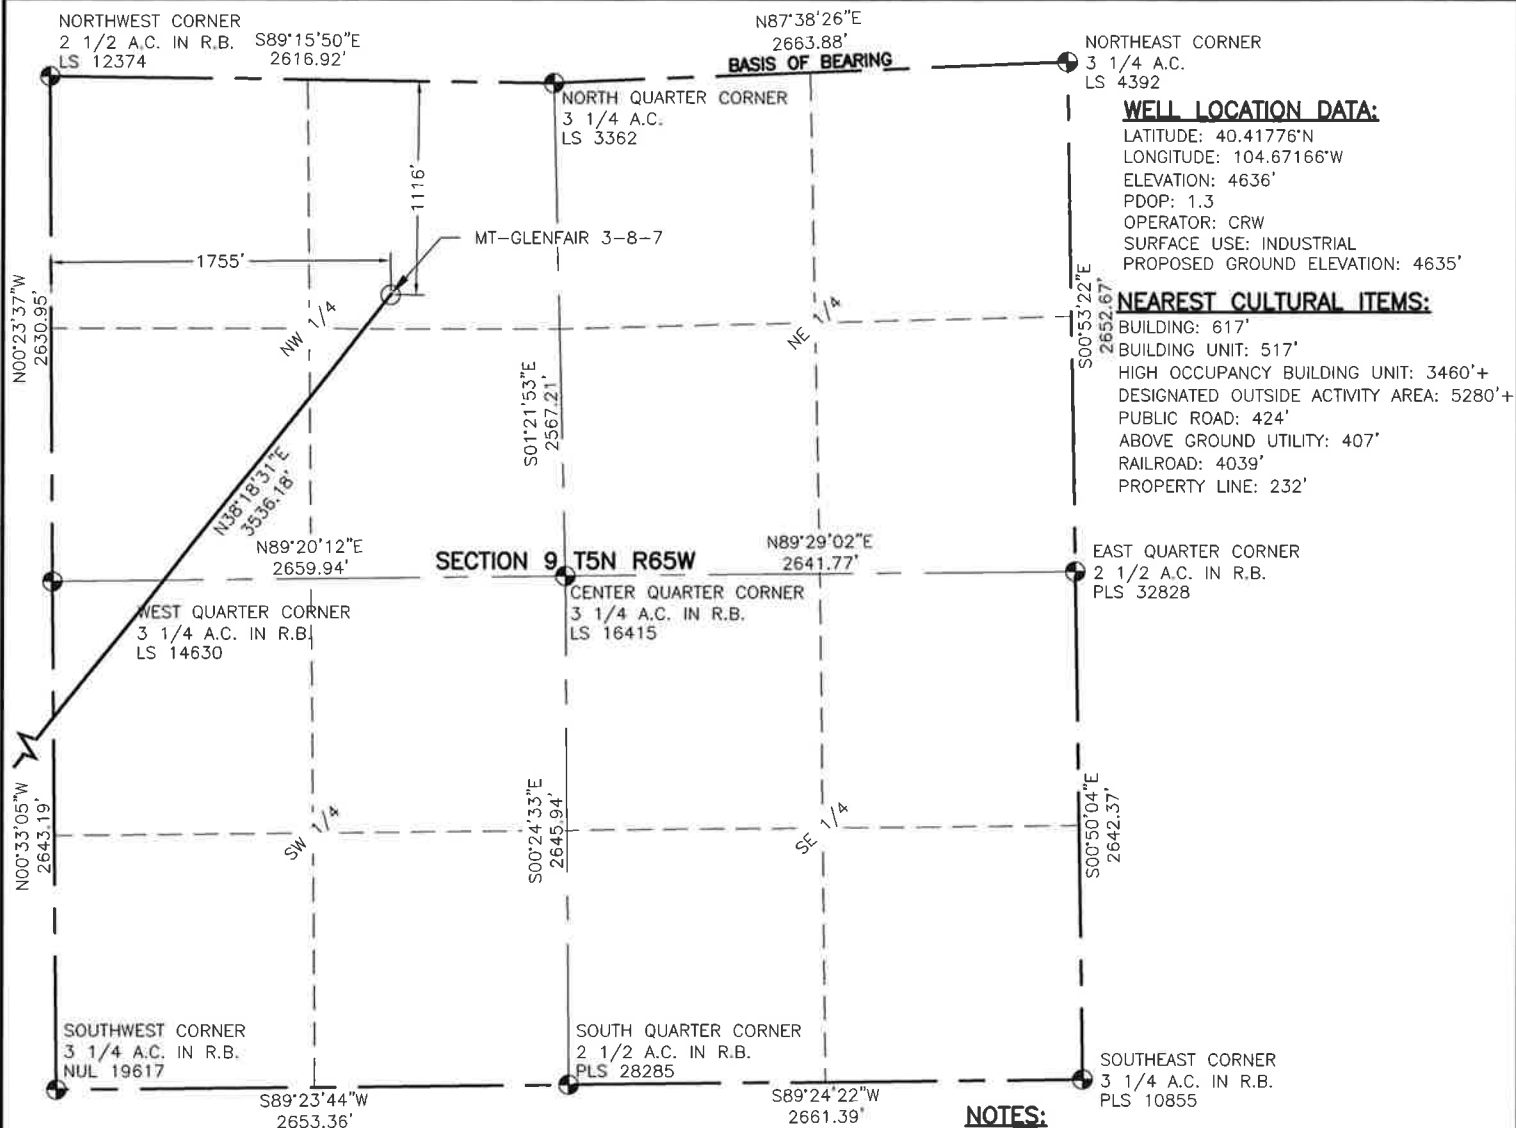 NORTHWEST CORNER
2 1/2 A.C. IN R.B.
LS 12374
S89°15'50"E
2616.92'
N87°38'26"E
2663.88'
BASIS OF BEARING
NORTHEAST CORNER
3 1/4 A.C.
LS 4392
NORTH QUARTER CORNER
3 1/4 A.C.
LS 3362
WELL LOCATION DATA:
LATITUDE: 40.41776°N
LONGITUDE: 104.67166°W
ELEVATION: 4636'
PDOP: 1.3
OPERATOR: CRW
SURFACE USE: INDUSTRIAL
PROPOSED GROUND ELEVATION: 4635'
1116'
MT-GLENFAIR 3-8-7
1755'
N00°23'37"W
2630.95'
NW 1/4
NE 1/4
S00°53'22"E
2652.67'
NEAREST CULTURAL ITEMS:
BUILDING: 617'
BUILDING UNIT: 517'
HIGH OCCUPANCY BUILDING UNIT: 3460'+
DESIGNATED OUTSIDE ACTIVITY AREA: 5280'+
PUBLIC ROAD: 424'
ABOVE GROUND UTILITY: 407'
RAILROAD: 4039'
PROPERTY LINE: 232'
S01°21'53"E
2567.21'
N38°18'31"E
3536.18'
N89°20'12"E
2659.94'
SECTION 9 T5N R65W
N89°29'02"E
2641.77'
EAST QUARTER CORNER
2 1/2 A.C. IN R.B.
PLS 32828
WEST QUARTER CORNER
3 1/4 A.C. IN R.B.
LS 14630
CENTER QUARTER CORNER
3 1/4 A.C. IN R.B.
LS 16415
N00°33'05"W
2643.19'
SW 1/4
S00°24'33"E
2645.94'
SE 1/4
S00°50'04"E
2642.37'
SOUTHWEST CORNER
3 1/4 A.C. IN R.B.
NUL 19617
SOUTH QUARTER CORNER
2 1/2 A.C. IN R.B.
PLS 28285
SOUTHEAST CORNER
3 1/4 A.C. IN R.B.
PLS 10855
S89°23'44"W
2653.36'
S89°24'22"W
2661.39'
NOTES: